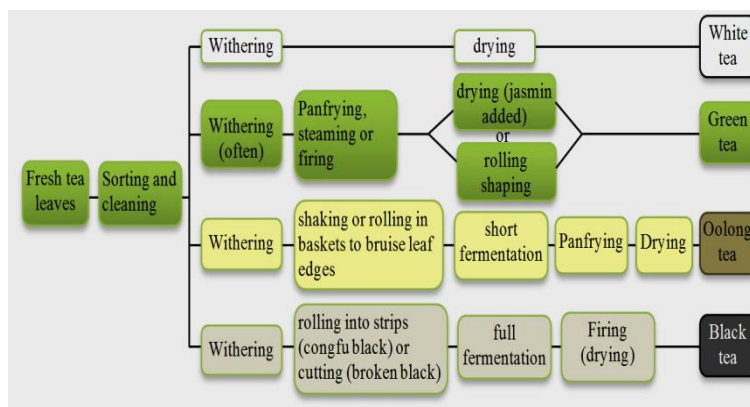 Fresh tea
leaves
Sorting and
cleaning
Withering
drying
White
tea
Withering
(often)
Panfrying,
steaming or
firing
drying (jasmin
added)
or
rolling
shaping
Green
tea
Withering
shaking or rolling in
baskets to bruise leaf
edges
short
fermentation
Panfrying
Drying
Oolong
tea
Withering
rolling into strips
(congfu black) or
cutting (broken black)
full
fermentation
Firing
(drying)
Black
tea